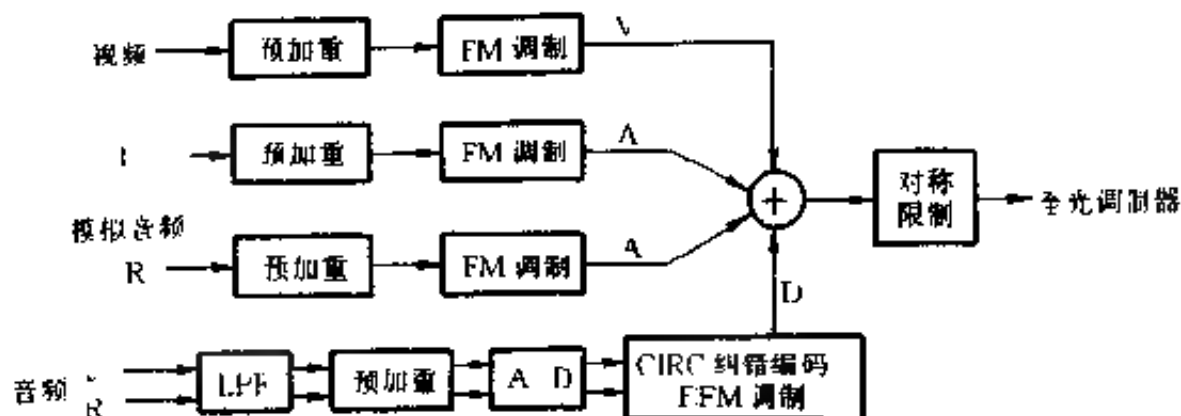 视频
预加重
FM 调制
V
预加重
FM 调制
A
模拟音频
R
预加重
FM 调制
A
+
对称
限制
至光调制器
D
音频
R
LPF
预加重
A D
CIRC 纠错编码
EFM 调制